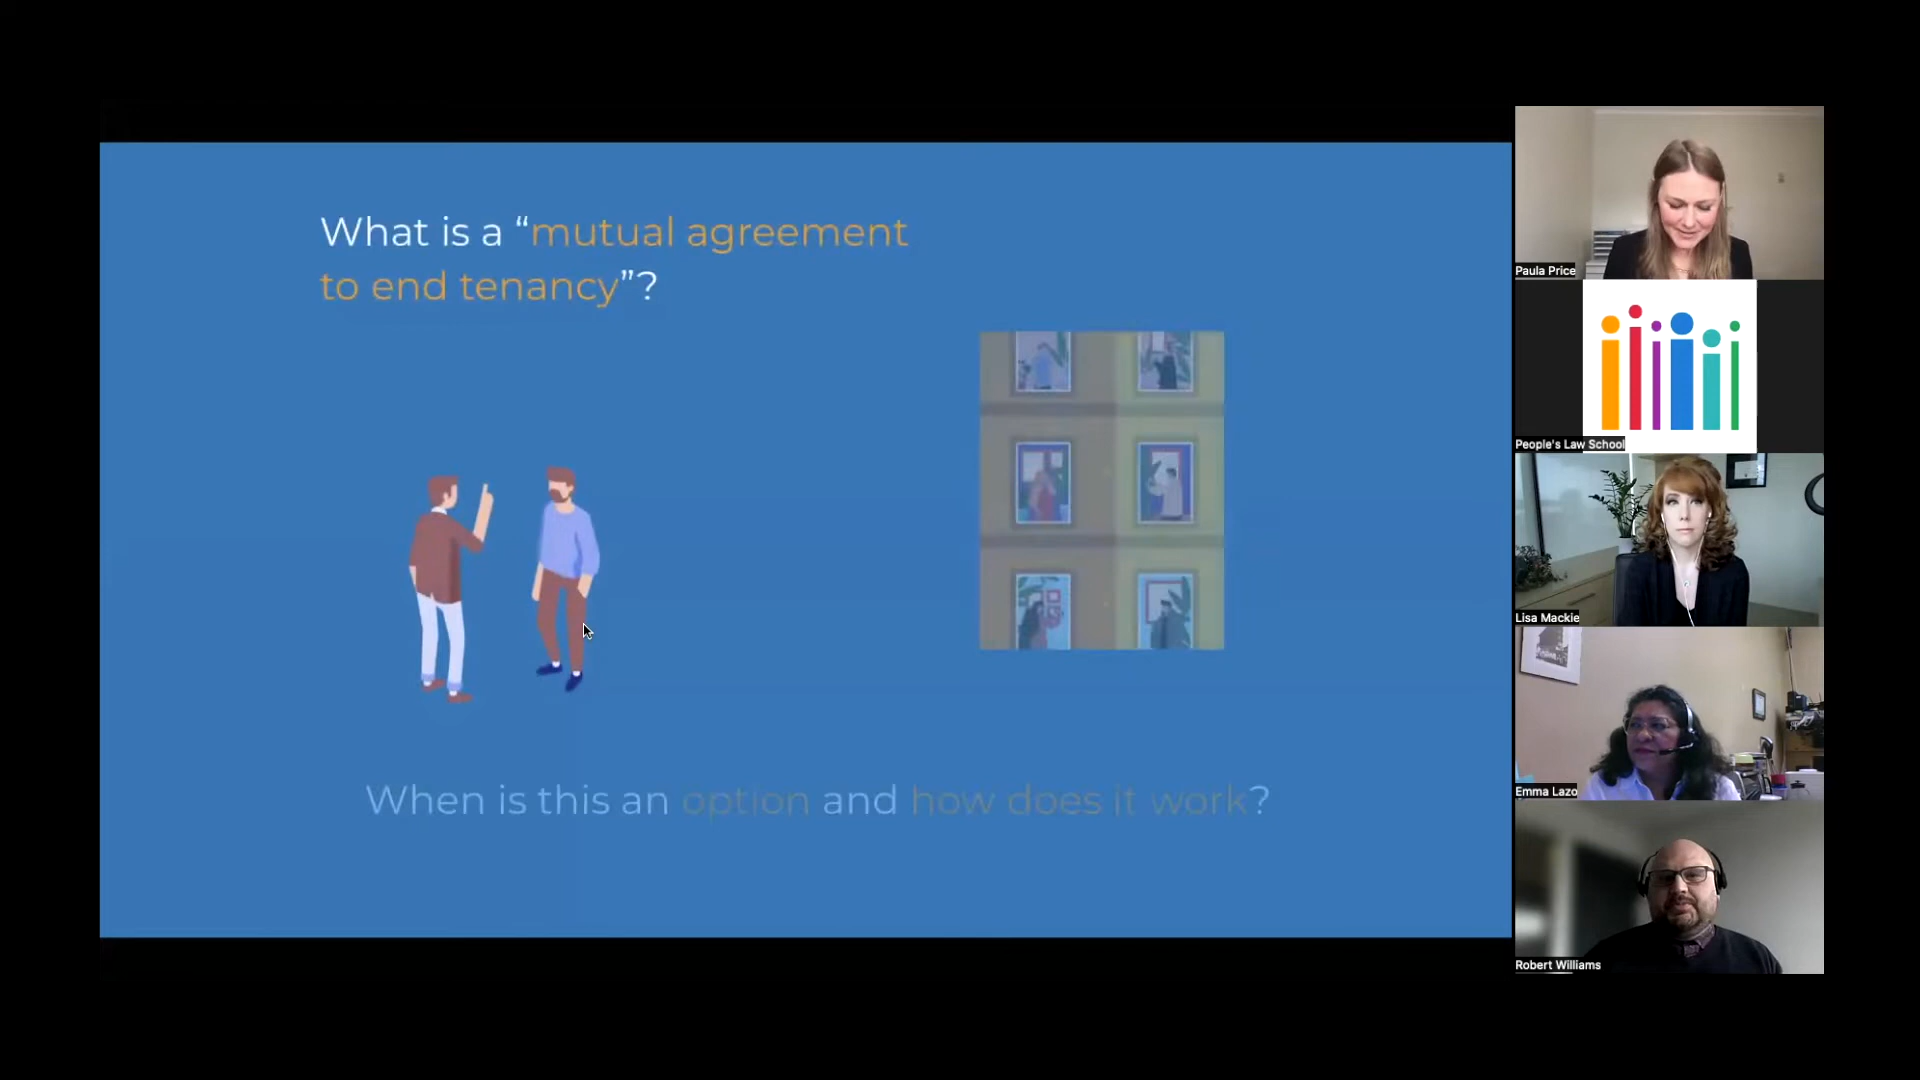 What is a “mutual agreement
to end tenancy”?
When is this an option and how does it work?
Paula Price
People's Law School
Lisa Mackie
Emma Lazo
Robert Williams